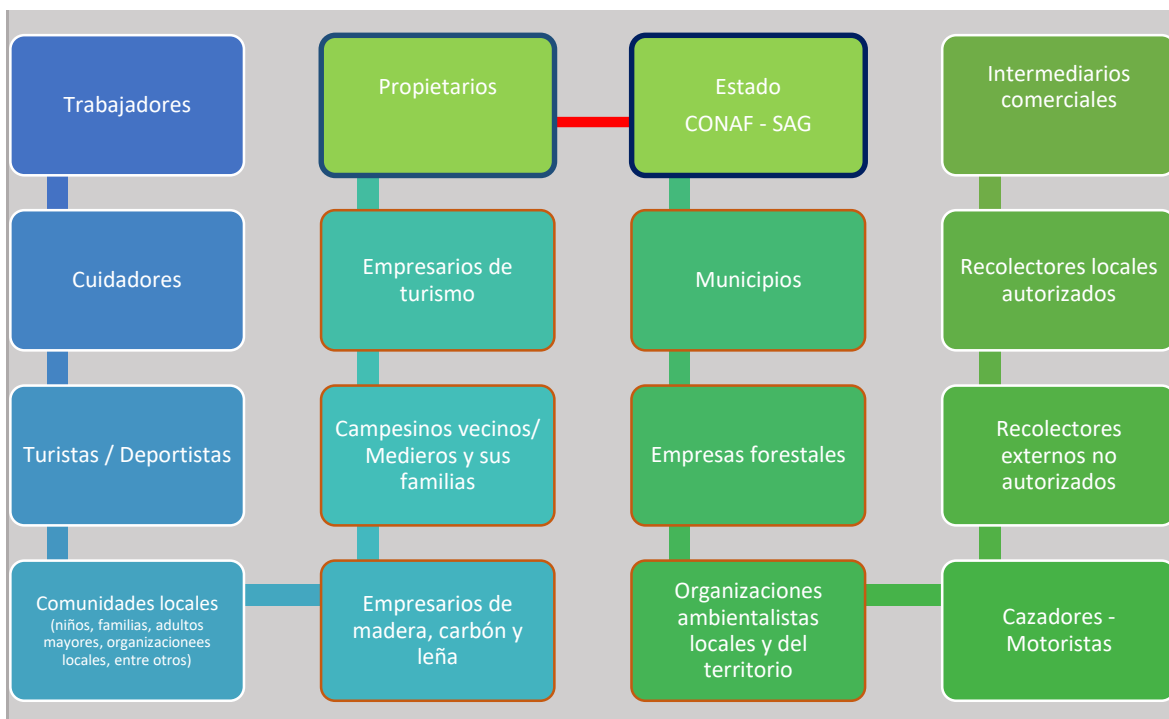 Trabajadores
Propietarios
Estado
CONAF - SAG
Intermediarios
comerciales
Cuidadores
Empresarios de
turismo
Municipios
Recolectores locales
autorizados
Turistas / Deportistas
Campesinos vecinos/
Medieros y sus
familias
Empresas forestales
Recolectores
externos no
autorizados
Comunidades locales
(niños, familias, adultos
mayores, organizacionees
locales, entre otros)
Empresarios de
madera, carbón y
leña
Organizaciones
ambientalistas
locales y del
territorio
Cazadores -
Motoristas